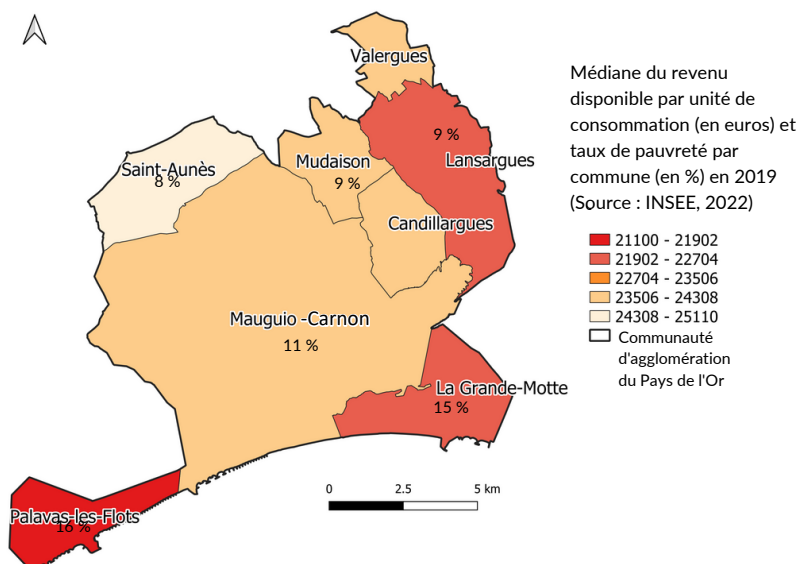 Valergues
9 %
Lansargues
Mudaison
9 %
Saint-Aunès
8 %
Candillargues
Mauguio -Carnon
11 %
La Grande-Motte
15 %
Palavas-les-Flots
16 %
0 2.5 5 km
Médiane du revenu
disponible par unité de
consommation (en euros) et
taux de pauvreté par
commune (en %) en 2019
(Source : INSEE, 2022)
21100 - 21902
21902 - 22704
22704 - 23506
23506 - 24308
24308 - 25110
Communauté
d'agglomération
du Pays de l'Or